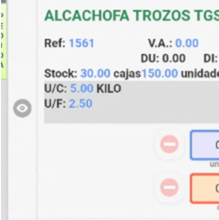 ALCACHOFA TROZOS TGS
Ref: 1561 V.A.: 0.00
DU: 0.00 DI:
Stock: 30.00 cajas150.00 unidade
U/C: 5.00 KILO
U/F: 2.50